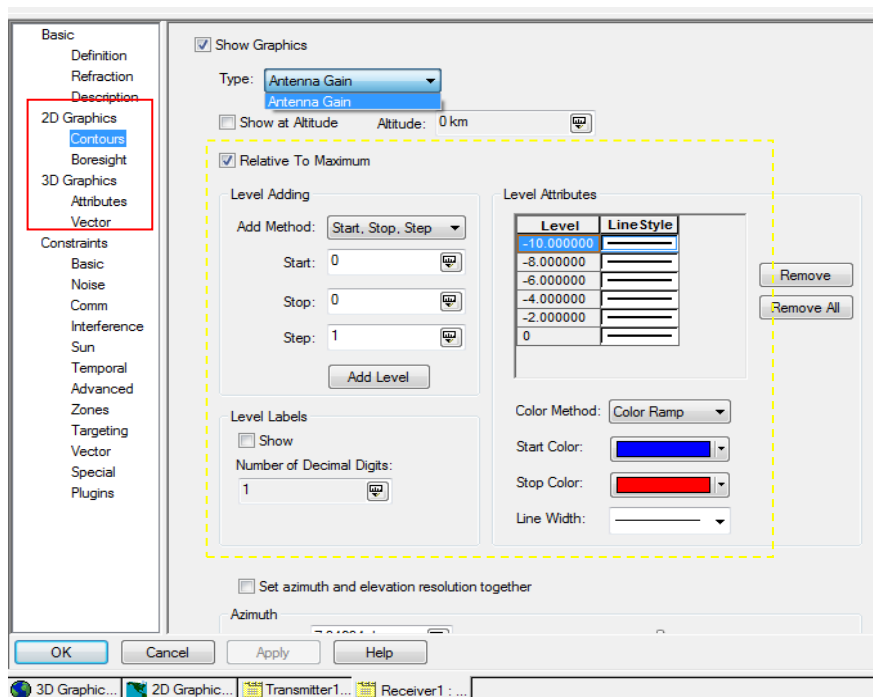 Basic
Definition
Refraction
Description
2D Graphics
Contours
Boresight
3D Graphics
Attributes
Vector
Constraints
Basic
Noise
Comm
Interference
Sun
Temporal
Advanced
Zones
Targeting
Vector
Special
Plugins
Show Graphics
Type: Antenna Gain
Antenna Gain
Show at Altitude Altitude: 0 km
Relative To Maximum
Level Adding
Add Method: Start, Stop, Step
Start: 0
Stop: 0
Step: 1
Add Level
Level Labels
Show
Number of Decimal Digits:
1
Level Attributes
Level LineStyle
-10.000000
-8.000000
-6.000000
-4.000000
-2.000000
0
Remove
Remove All
Color Method: Color Ramp
Start Color:
Stop Color:
Line Width:
Set azimuth and elevation resolution together
Azimuth
OK Cancel Apply Help
3D Graphic... 2D Graphic... Transmitter1... Receiver1 : ...